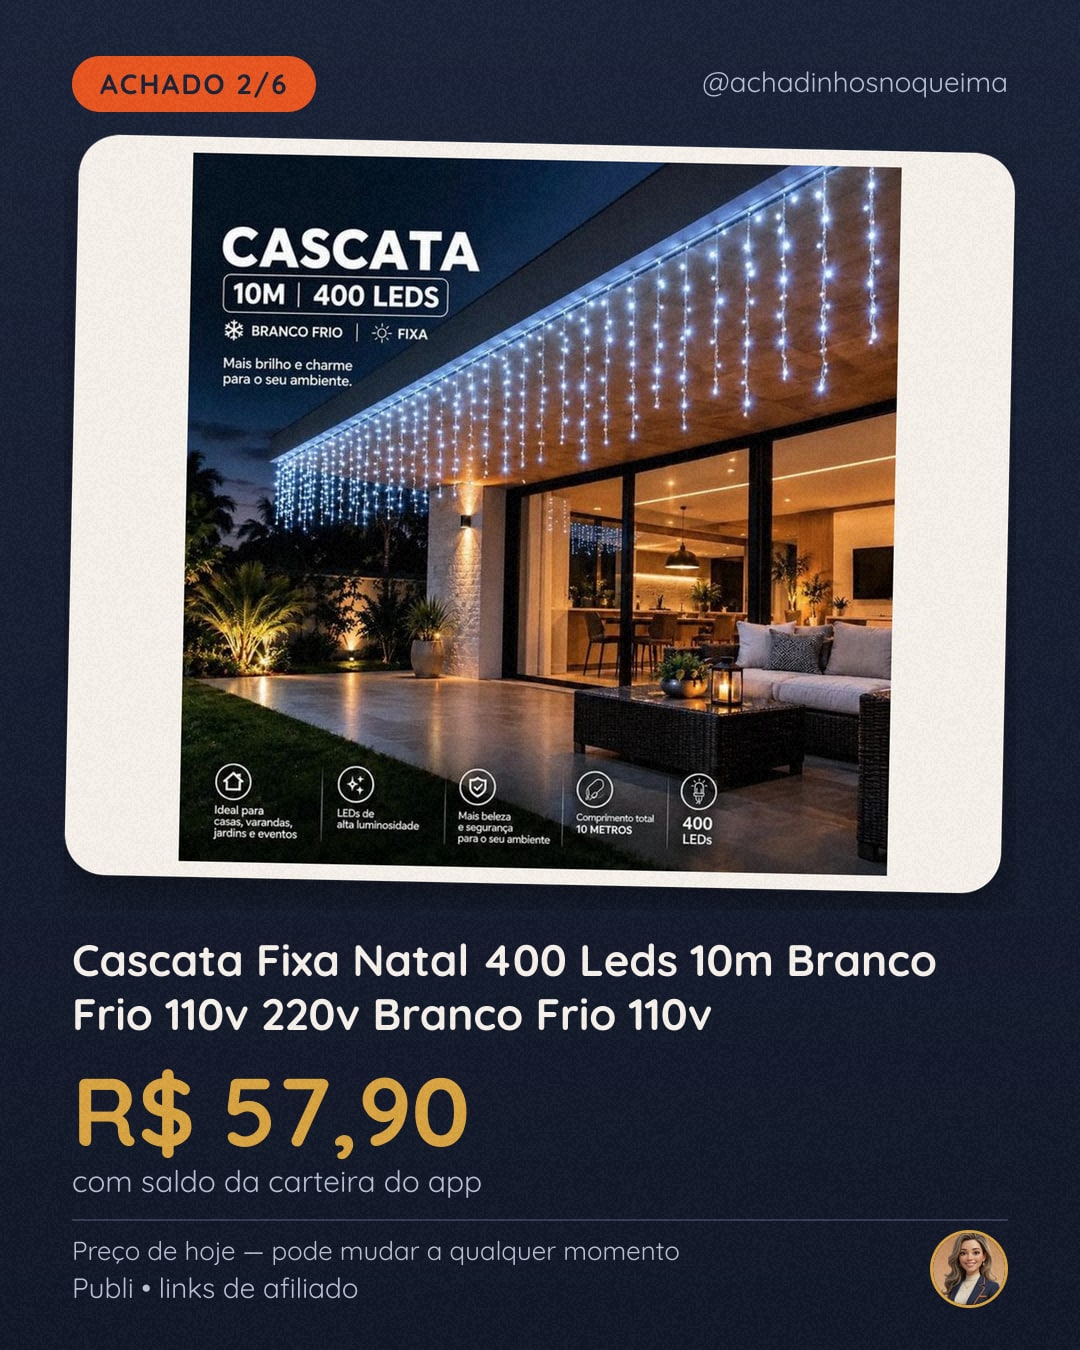 ACHADO 2/6
@achadinhosnoqueima
CASCATA
10M | 400 LEDS
BRANCO FRIO | FIXA
Mais brilho e charme
para o seu ambiente.
Ideal para
casas, varandas,
jardins e eventos
LEDs de
alta luminosidade
Mais beleza
e segurança
para o seu ambiente
Comprimento total
10 METROS
400
LEDs
Cascata Fixa Natal 400 Leds 10m Branco
Frio 110v 220v Branco Frio 110v
R$ 57,90
com saldo da carteira do app
Preço de hoje — pode mudar a qualquer momento
Publi • links de afiliado